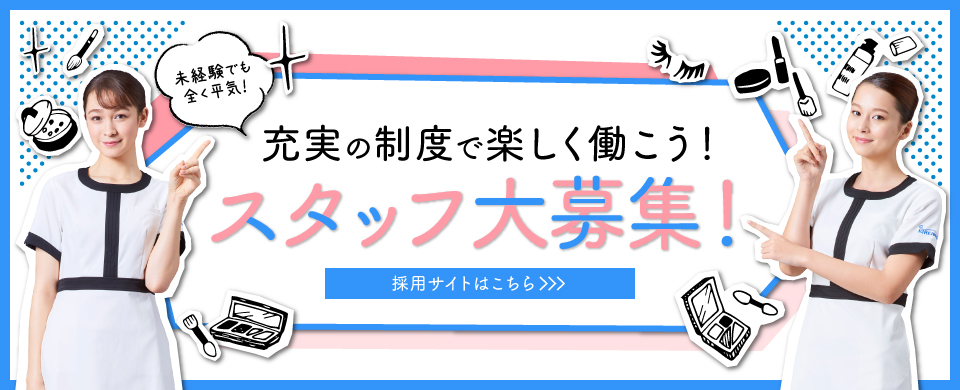 未経験でも
全く平気!
充実の制度で楽しく働こう!
スタッフ大募集!
採用サイトはこちら>>>